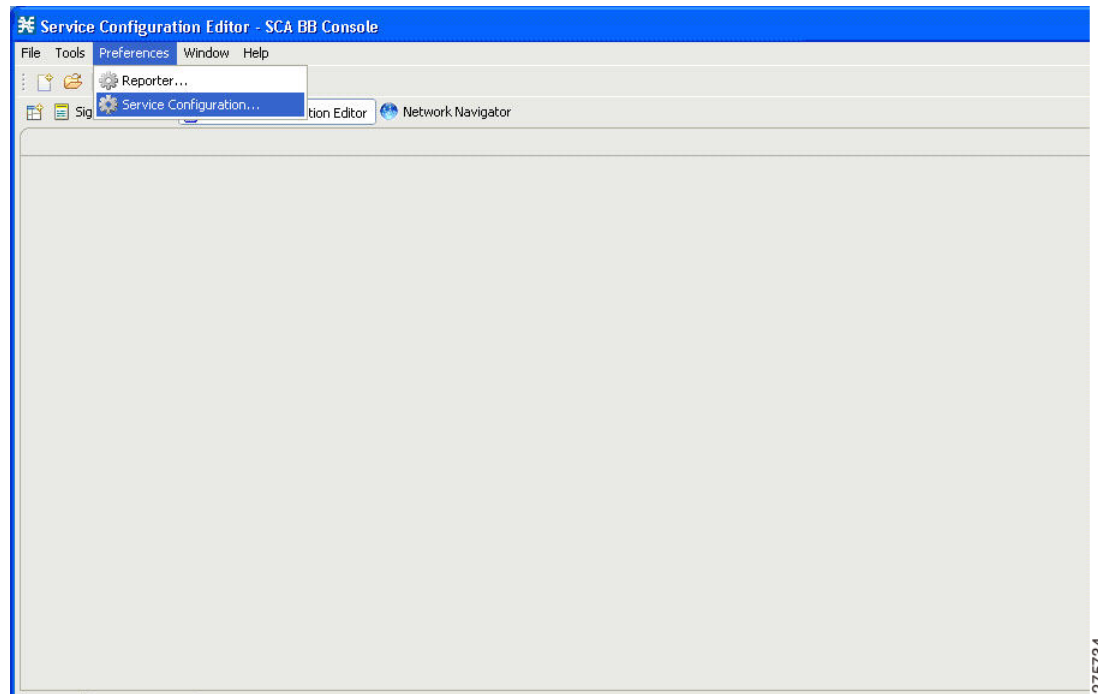 Service Configuration Editor - SCA BB Console
File Tools Preferences Window Help
Reporter...
Service Configuration...
Sig
tion Editor
Network Navigator